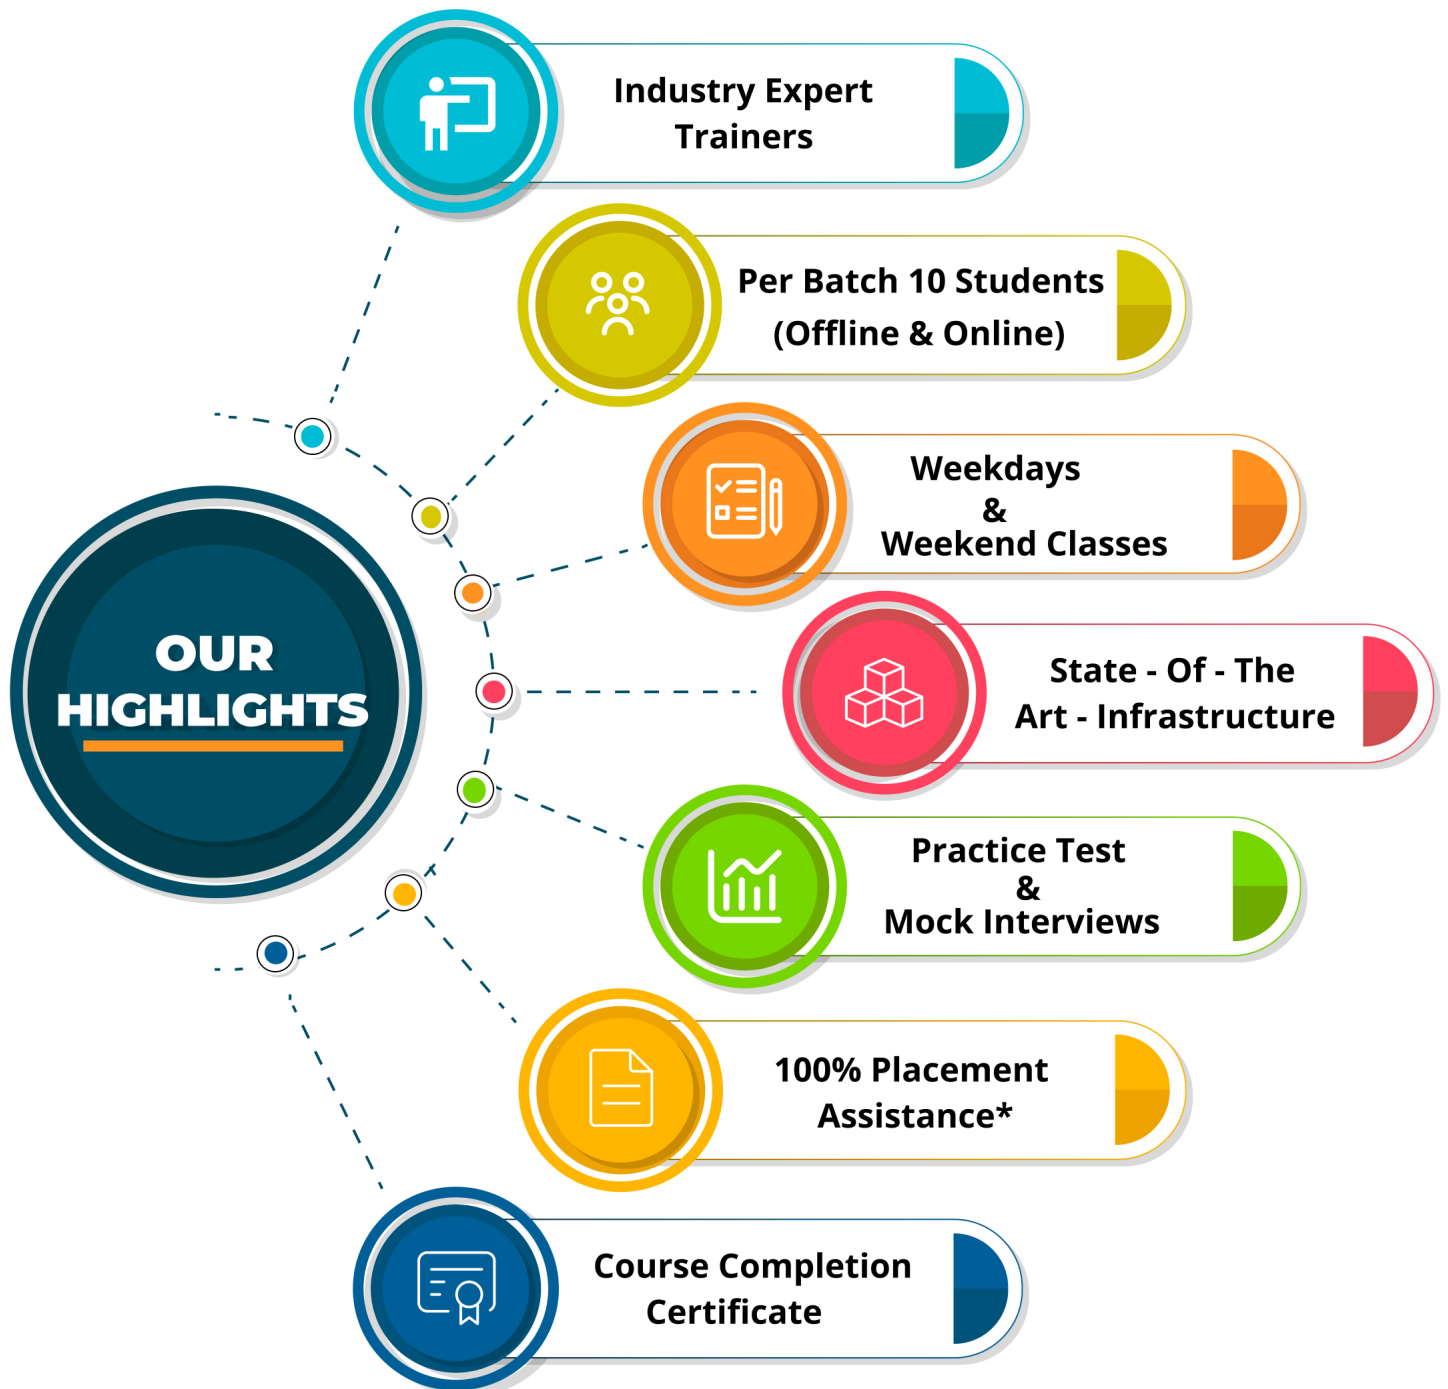 Industry Expert
Trainers
Per Batch 10 Students
(Offline & Online)
Weekdays
&
Weekend Classes
OUR
HIGHLIGHTS
State - Of - The
Art - Infrastructure
Practice Test
&
Mock Interviews
100% Placement
Assistance*
Course Completion
Certificate